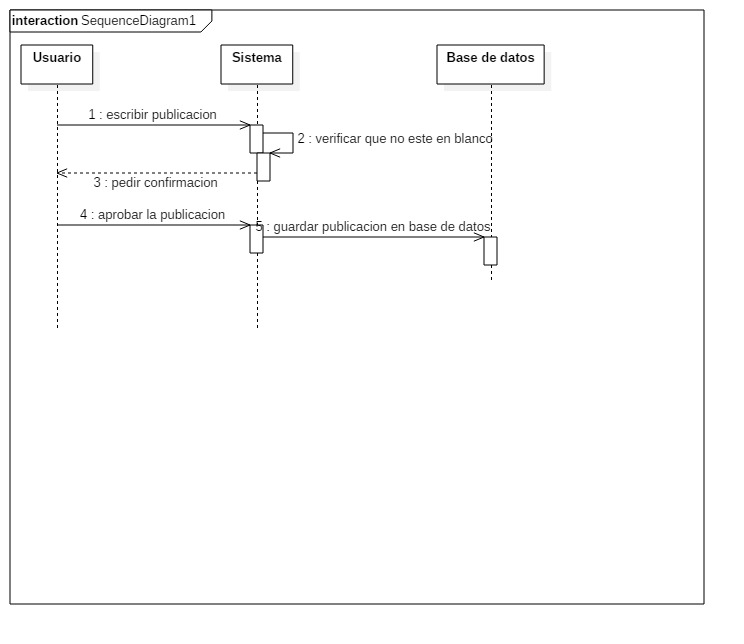 interaction SequenceDiagram1
Usuario
Sistema
Base de datos
1 : escribir publicacion
2 : verificar que no este en blanco
3 : pedir confirmacion
4 : aprobar la publicacion
5 : guardar publicacion en base de datos